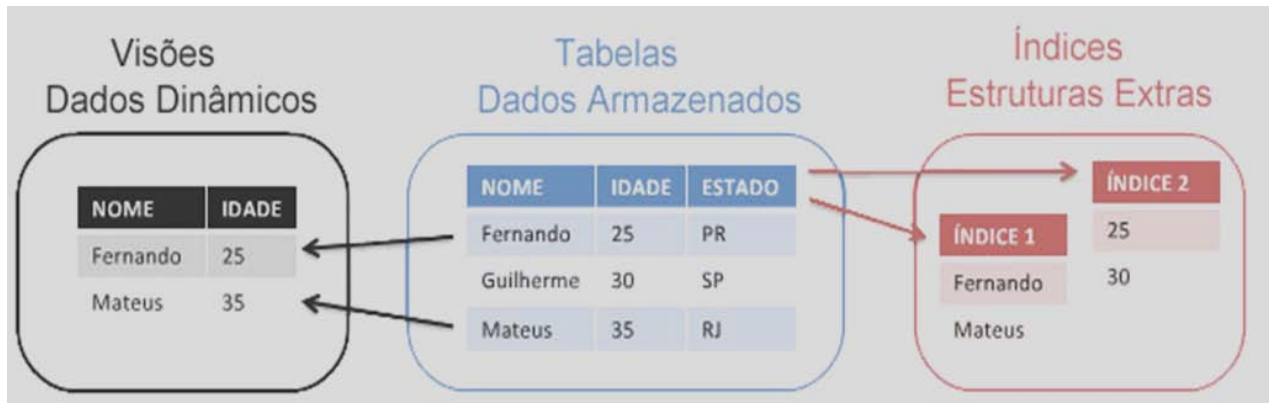 Visões
Dados Dinâmicos
NOME IDADE
Fernando 25
Mateus 35
Tabelas
Dados Armazenados
NOME IDADE ESTADO
Fernando 25 PR
Guilherme 30 SP
Mateus 35 RJ
Índices
Estruturas Extras
ÍNDICE 1
Fernando
Mateus
ÍNDICE 2
25
30